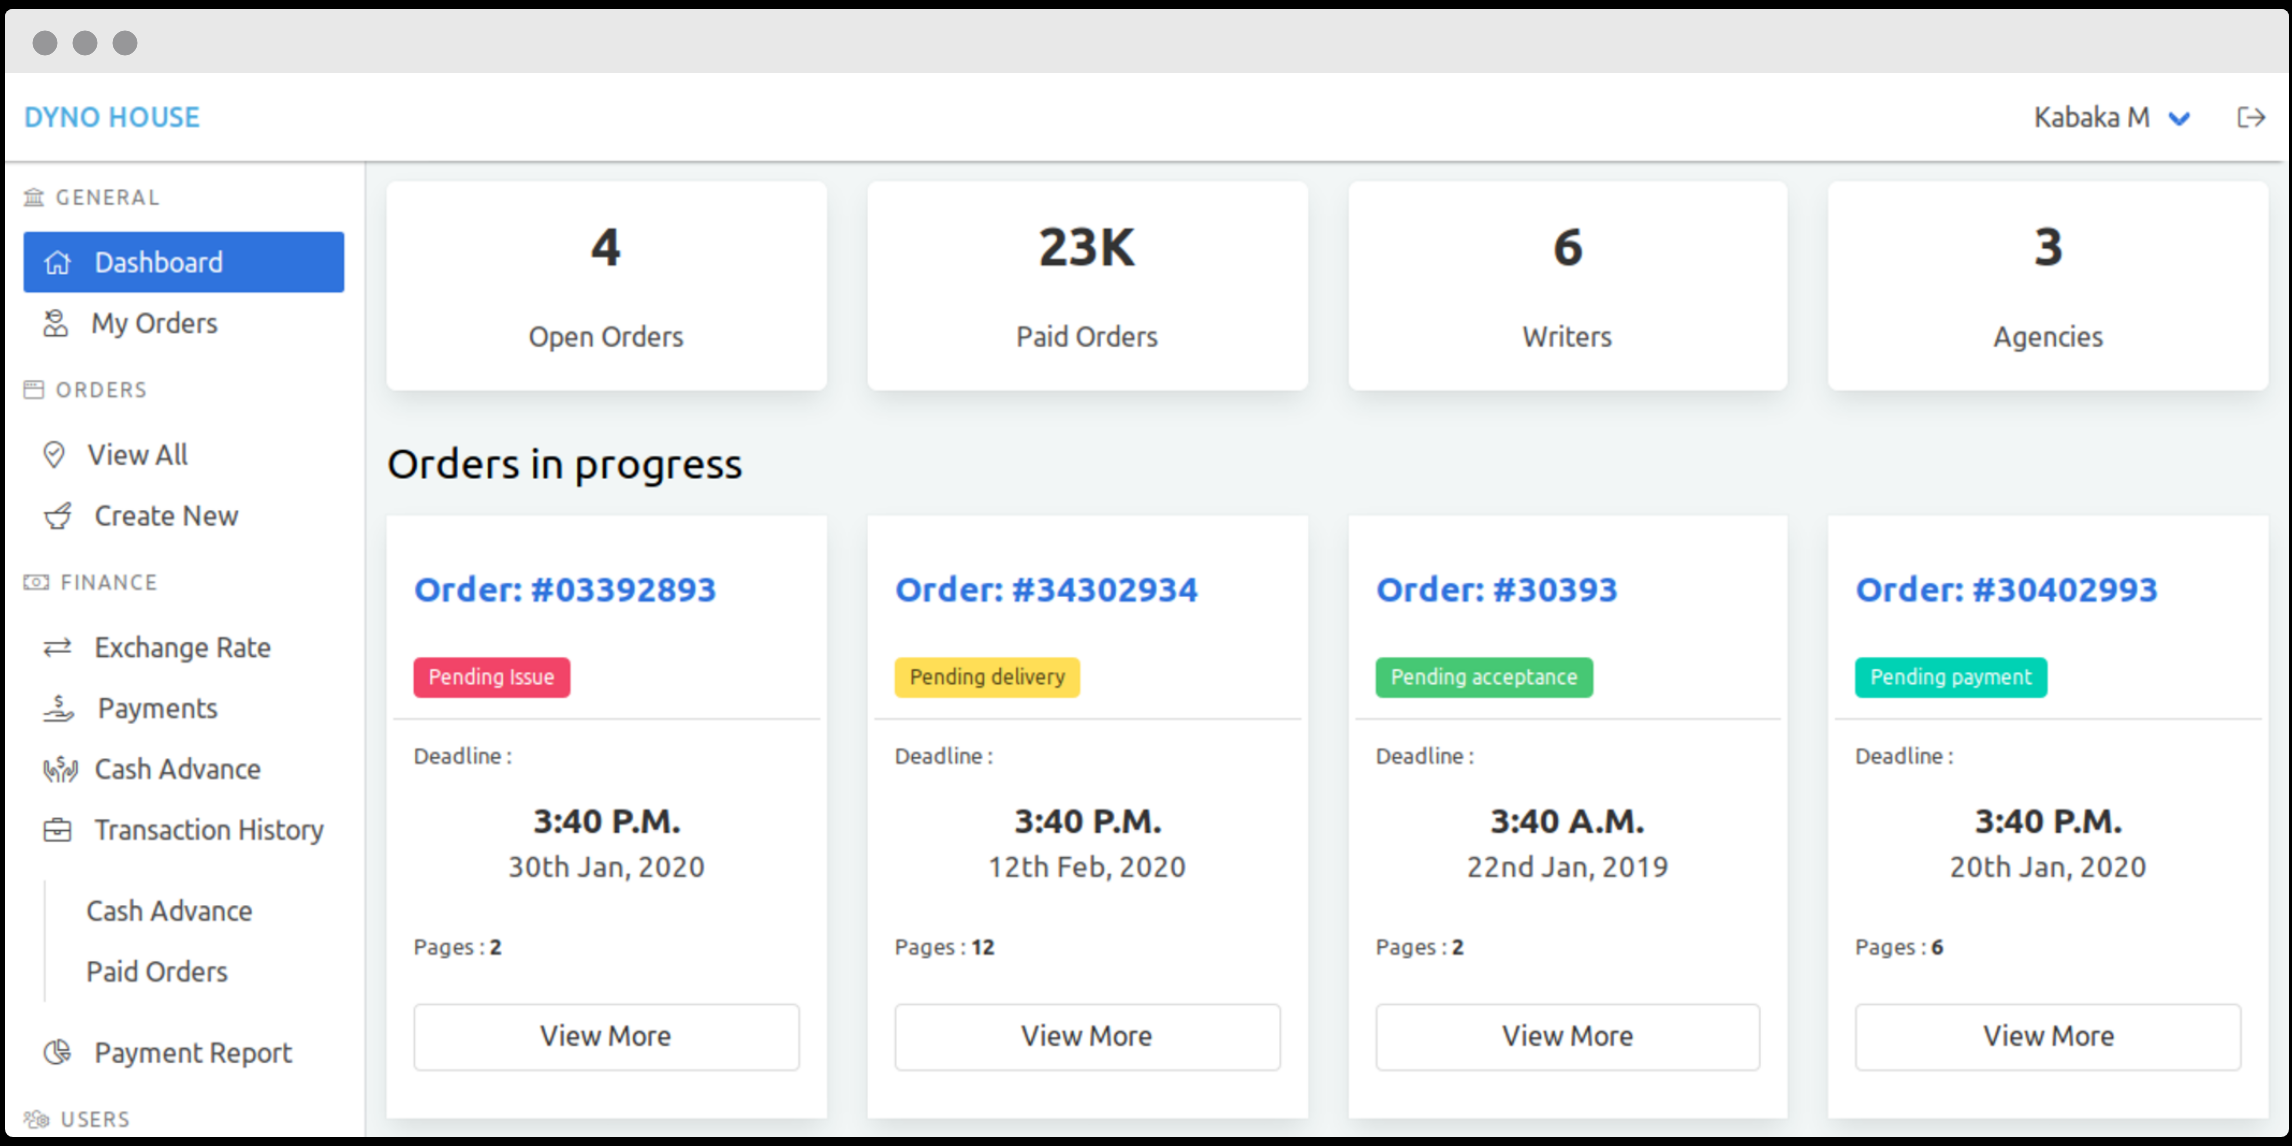 DYNO HOUSE
Kabaka M
GENERAL
Dashboard
My Orders
ORDERS
View All
Create New
FINANCE
Exchange Rate
Payments
Cash Advance
Transaction History
Cash Advance
Paid Orders
Payment Report
USERS
4
Open Orders
23K
Paid Orders
6
Writers
3
Agencies
Orders in progress
Order: #03392893
Pending Issue
Deadline :
3:40 P.M.
30th Jan, 2020
Pages : 2
View More
Order: #34302934
Pending delivery
Deadline :
3:40 P.M.
12th Feb, 2020
Pages : 12
View More
Order: #30393
Pending acceptance
Deadline :
3:40 A.M.
22nd Jan, 2019
Pages : 2
View More
Order: #30402993
Pending payment
Deadline :
3:40 P.M.
20th Jan, 2020
Pages : 6
View More